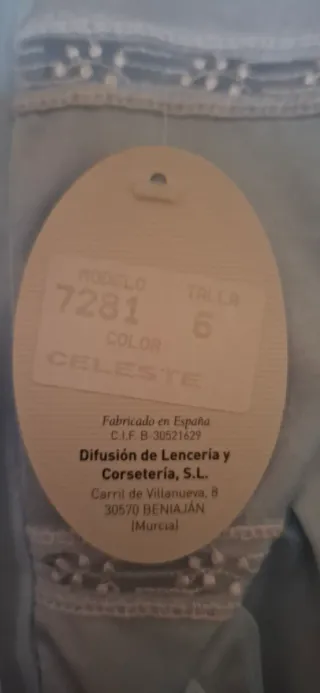 MODELO TALLA
7281 6
COLOR
CELESTE
Fabricado en España
C.I.F. B-30521629
Difusión de Lencería y
Corsetería, S.L.
Carril de Villanueva, 8
30570 BENIAJÁN
(Murcia)